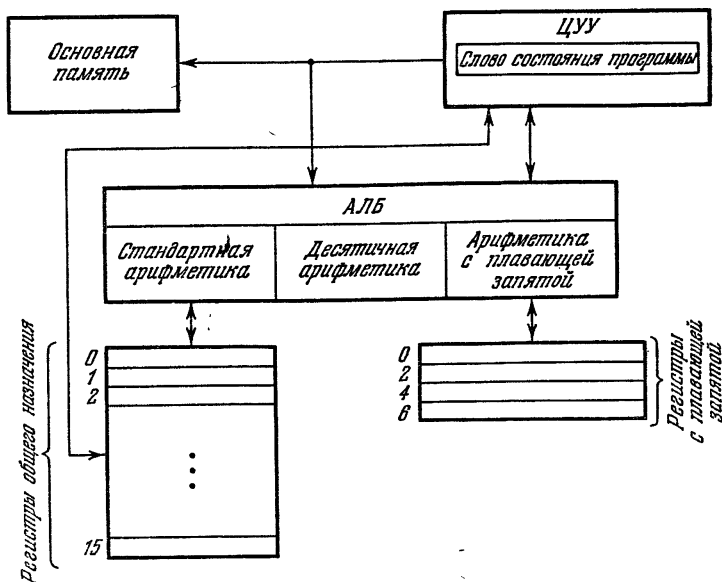 Основная
память
ЦУУ
Слово состояния программы
АЛБ
Стандартная
арифметика
Десятичная
арифметика
Арифметика
с плавающей
запятой
Регистры общего назначения
0
1
2
15
0
2
4
6
Регистры
с плавающей
запятой